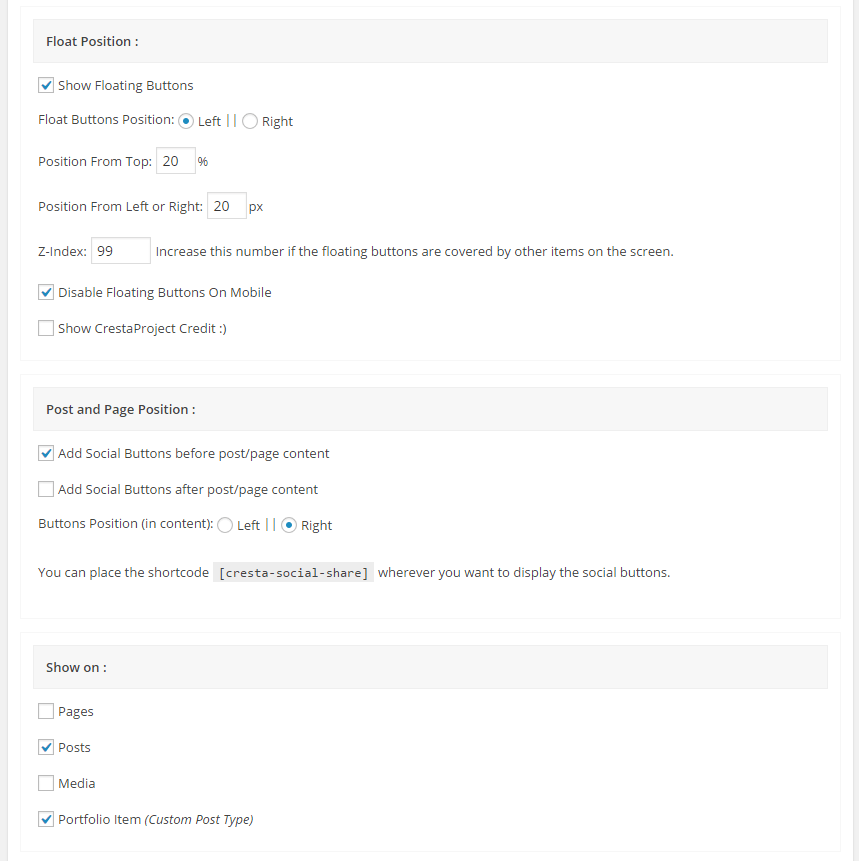 Float Position :
Show Floating Buttons
Float Buttons Position: Left || Right
Position From Top: 20 %
Position From Left or Right: 20 px
Z-Index: 99 Increase this number if the floating buttons are covered by other items on the screen.
Disable Floating Buttons On Mobile
Show CrestaProject Credit :)
Post and Page Position :
Add Social Buttons before post/page content
Add Social Buttons after post/page content
Buttons Position (in content): Left || Right
You can place the shortcode [cresta-social-share] wherever you want to display the social buttons.
Show on :
Pages
Posts
Media
Portfolio Item (Custom Post Type)